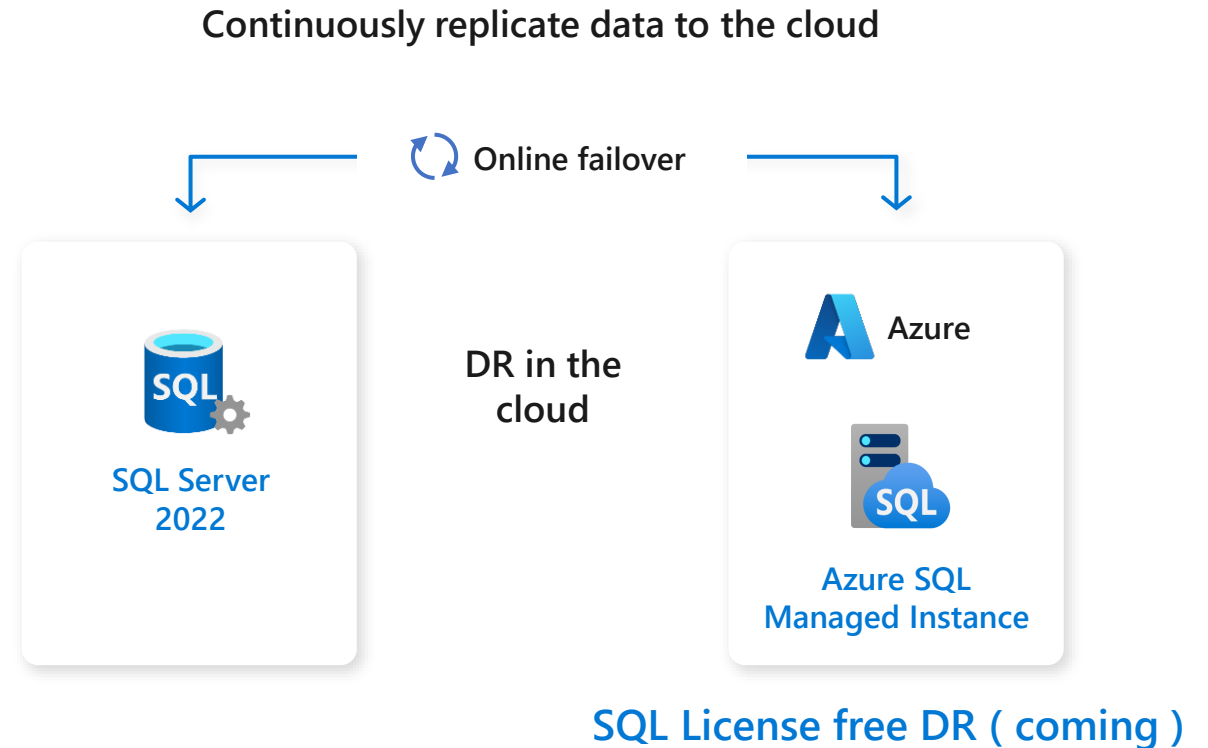 Continuously replicate data to the cloud
Online failover
SQL
SQL Server
2022
DR in the
cloud
Azure
SQL
Azure SQL
Managed Instance
SQL License free DR ( coming )